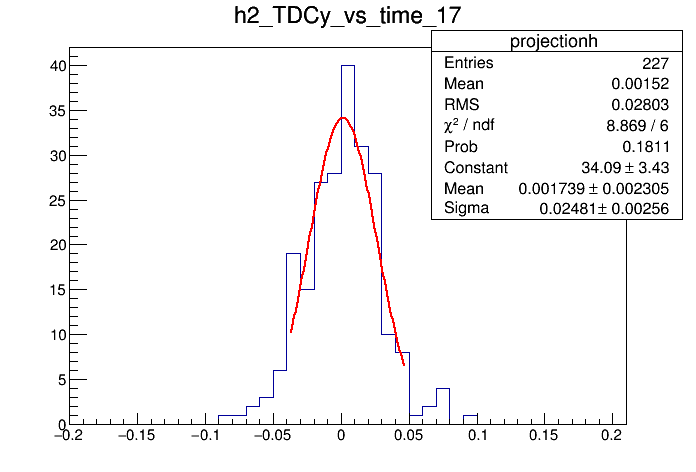 h2_TDCy_vs_time_17
projectionh
Entries 227
Mean 0.00152
RMS 0.02803
χ² / ndf 8.869 / 6
Prob 0.1811
Constant 34.09 ± 3.43
Mean 0.001739 ± 0.002305
Sigma 0.02481± 0.00256
40
35
30
25
20
15
10
5
0
−0.2 −0.15 −0.1 −0.05 0 0.05 0.1 0.15 0.2